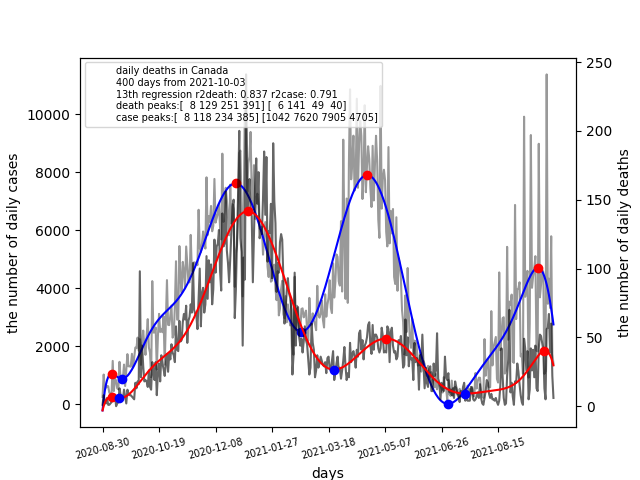 daily deaths in Canada
400 days from 2021-10-03
13th regression r2death: 0.837 r2case: 0.791
death peaks:[  8 129 251 391] [  6 141  49  40]
case peaks:[  8 118 234 385] [1042 7620 7905 4705]
the number of daily cases
10000
8000
6000
4000
2000
0
250
200
150
100
50
0
the number of daily deaths
2020-08-30
2020-10-19
2020-12-08
2021-01-27
2021-03-18
2021-05-07
2021-06-26
2021-08-15
days